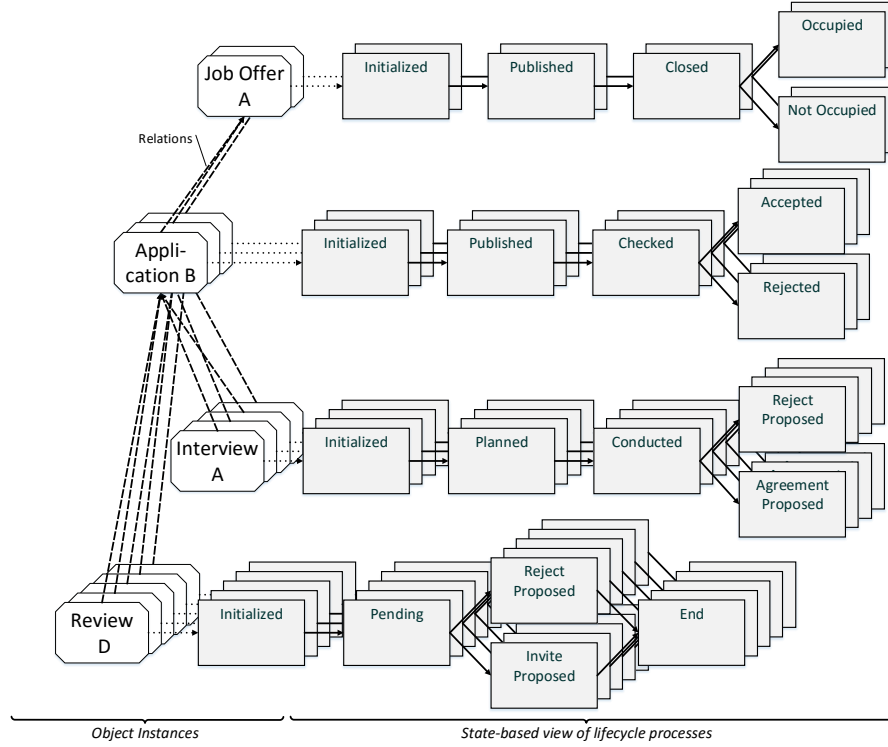 Job Offer
A
Initialized
Published
Closed
Occupied
Not Occupied
Relations
Appli-
cation B
Initialized
Published
Checked
Accepted
Rejected
Interview
A
Initialized
Planned
Conducted
Reject
Proposed
Agreement
Proposed
Review
D
Initialized
Pending
Reject
Proposed
Invite
Proposed
End
Object Instances
State-based view of lifecycle processes